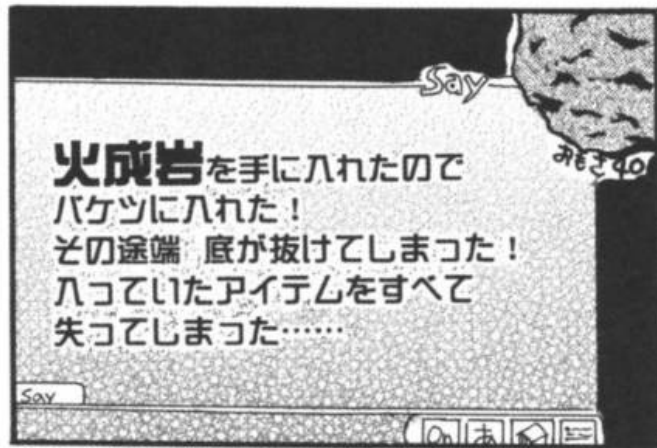 Say
おもさ40
火成岩を手に入れたので
バケツに入れた！
その途端 底が抜けてしまった！
入っていたアイテムをすべて
失ってしまった……
Say
On あ